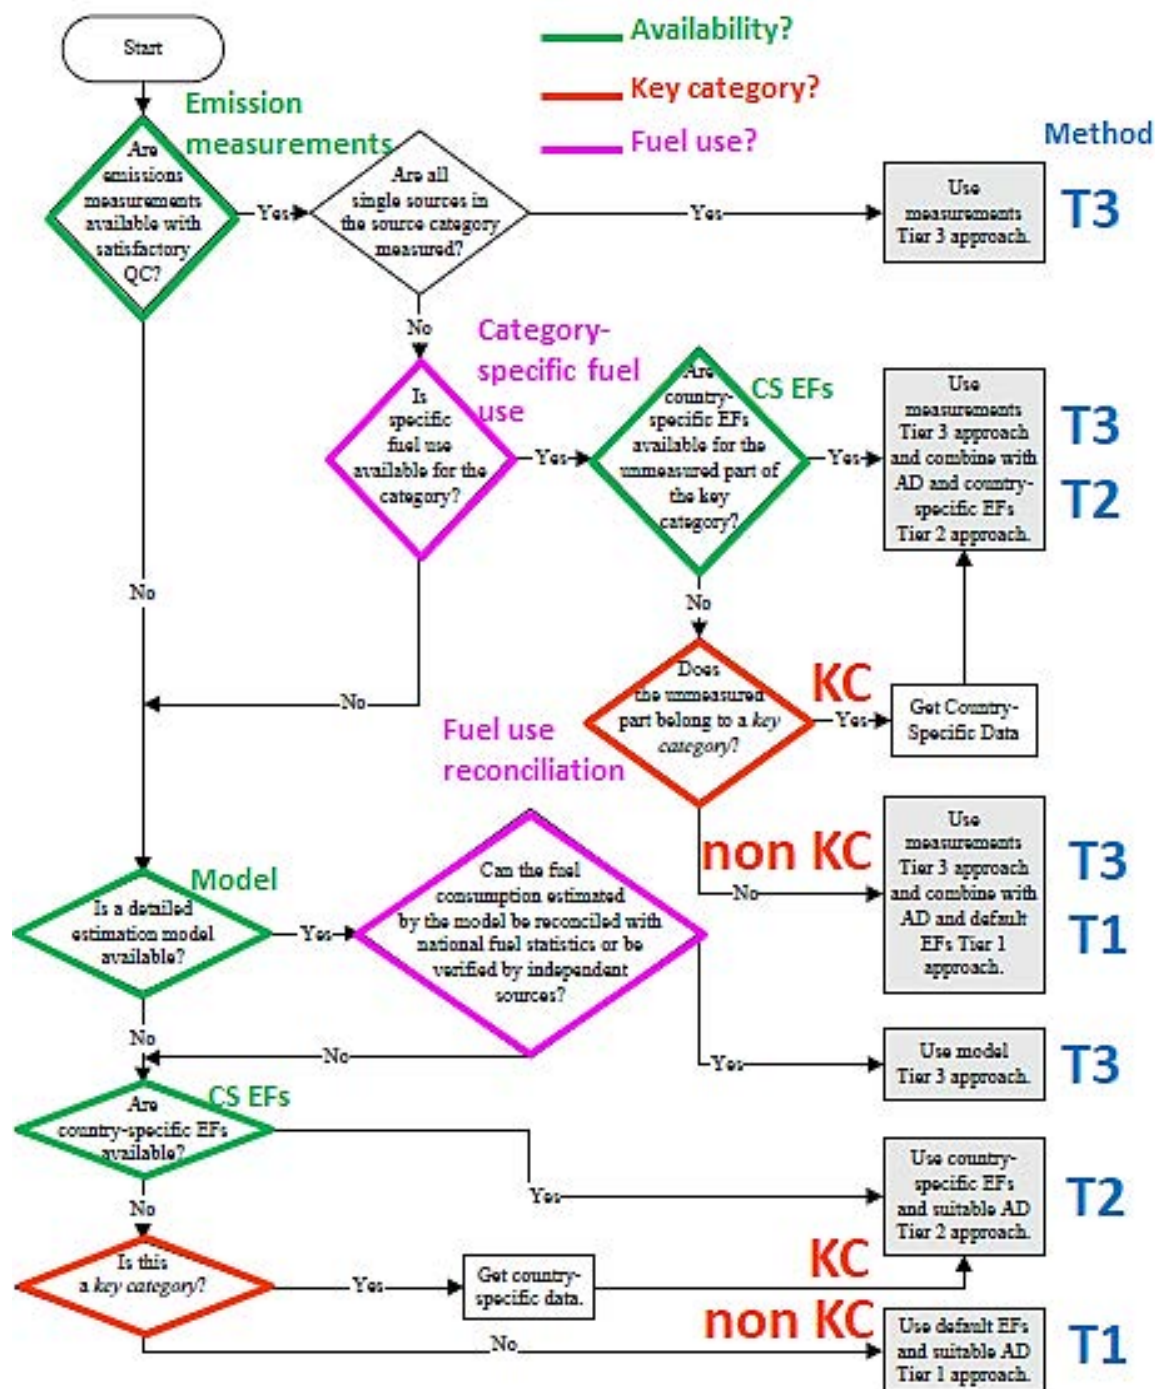 Start
Availability?
Key category?
Fuel use?
Method
Emission
measurements
Are
emissions
measurements
available with
satisfactory
QC?
Yes
Are all
single sources in
the source category
measured?
Yes
Use
measurements
Tier 3 approach.
T3
No
Category-
specific fuel
use
Is
specific
fuel use
available for the
category?
Yes
CS EFs
Are
country-
specific EFs
available for the
unmeasured part of
the key
category?
Yes
Use
measurements
Tier 3 approach
and combine with
AD and country-
specific EFs
Tier 2 approach.
T3
T2
No
No
No
Does
the unmeasured
part belong to a key
category?
KC
Yes
Get Country-
Specific Data
Fuel use
reconciliation
non KC
No
Use
measurements
Tier 3 approach
and combine with
AD and default
EFs Tier 1
approach.
T3
T1
Model
Is a detailed
estimation model
available?
Yes
Can the fuel
consumption estimated
by the model be reconciled with
national fuel statistics or be
verified by independent
sources?
No
No
Yes
Use model
Tier 3 approach.
T3
CS EFs
Are
country-specific EFs
available?
Yes
Use country-
specific EFs
and suitable AD
Tier 2 approach.
T2
No
Is this
a key category?
Yes
Get country-
specific data.
KC
non KC
No
Use default EFs
and suitable AD
Tier 1 approach.
T1